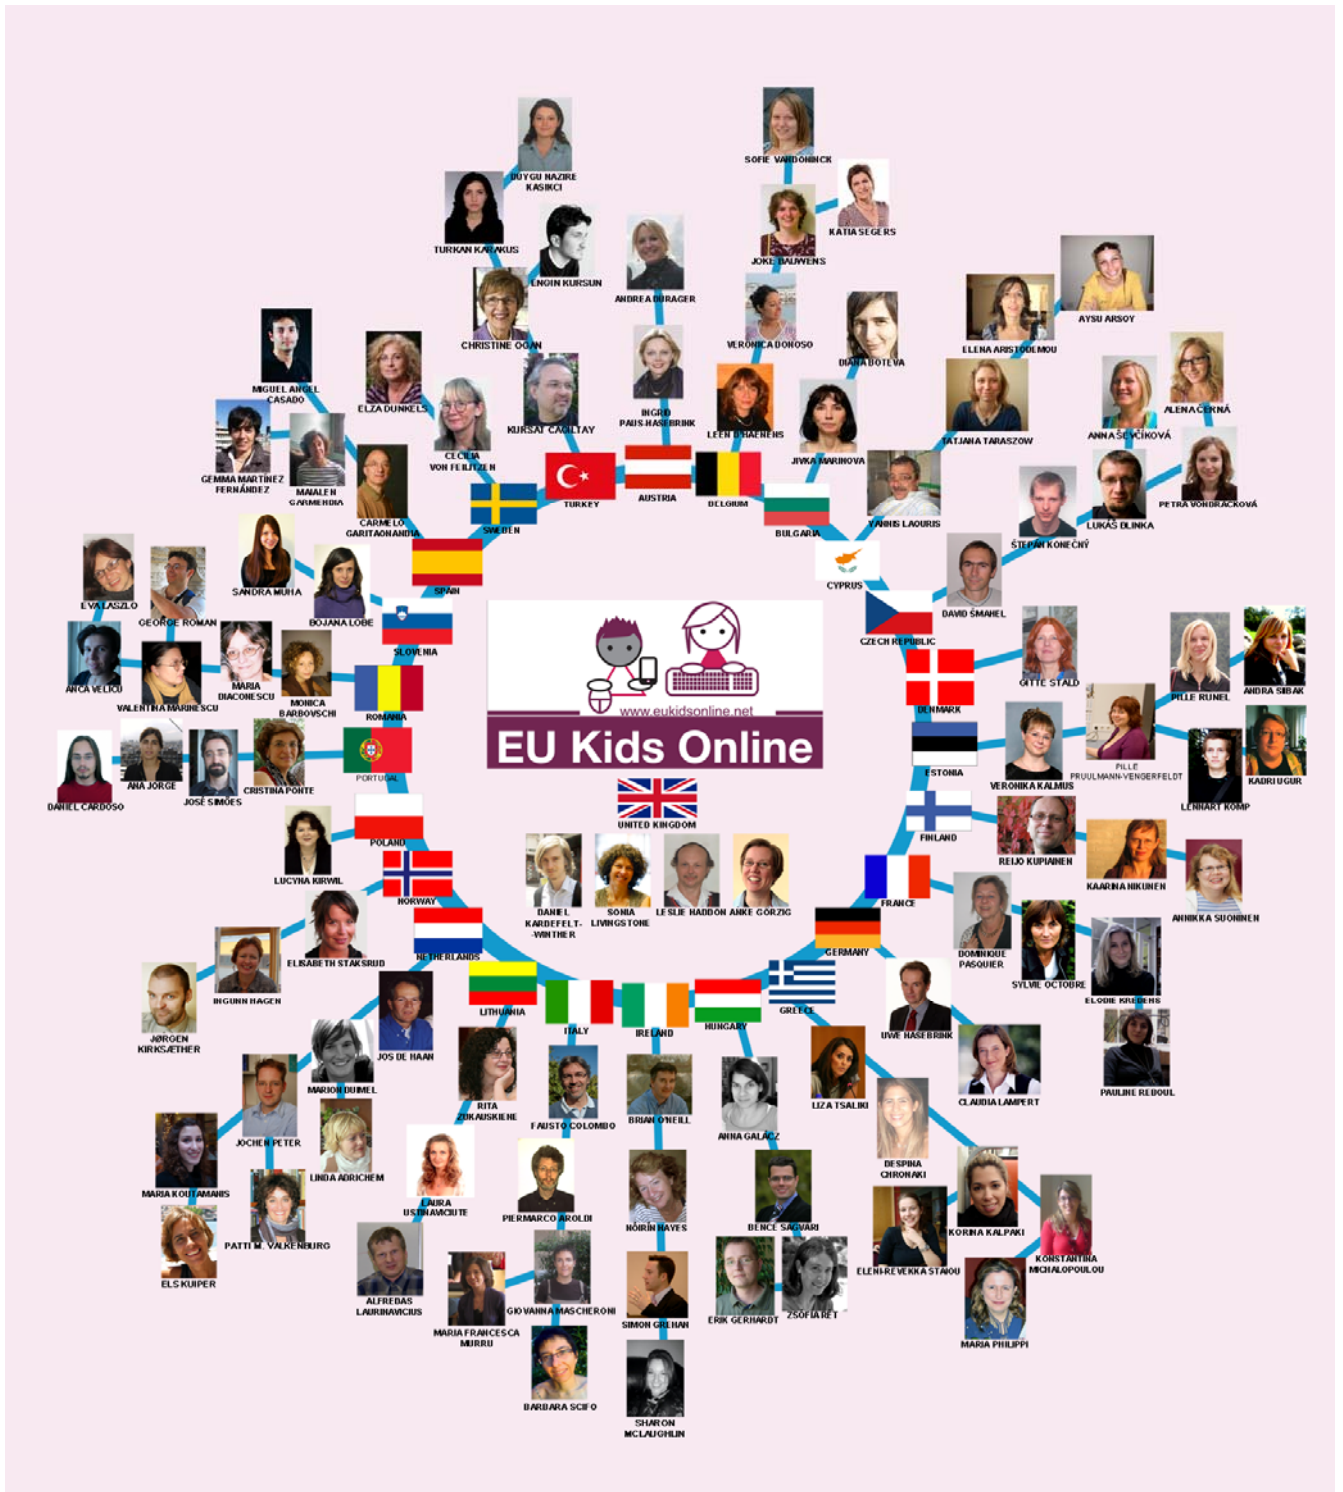 SOFIE VANDONINCK
DUYGU NAZIRE
KASIKCI
KATIA SEGERS
TURKAN KARAKUS
JOKE BAUWENS
ENGIN KURSUN
ANDREA DURAGER
AYSU ARSOY
CHRISTINE OGAN
VERONICA DONOSO
ELENA ARISTODEMOU
DIANA BOTEVA
MIGUEL ANGEL
CASADO
ELZA DUNKELS
INGRID
PAUS-HASEBRINK
ALENA ČERNÁ
KURSAT CAGILTAY
LEEN D'HAENENS
ANNA ŠEVČÍKOVÁ
TATJANA TARASZOW
CECILIA
VON FEILITZEN
JIVKA MARINOVA
GEMMA MARTÍNEZ
FERNÁNDEZ
MAIALEN
GARMENDIA
TURKEY
AUSTRIA
BELGIUM
PETRA VONDRÁČKOVÁ
CARMELO
GARITAONANDIA
SWEDEN
BULGARIA
YANNIS LAOURIS
LUKÁŠ BLINKA
ŠTĚPÁN KONEČNÝ
SPAIN
CYPRUS
SANDRA MUHA
EVA LASZLO
GEORGE ROMAN
BOJANA LOBE
DAVID ŠMAHEL
SLOVENIA
CZECH REPUBLIC
GITTE STALD
ANCA VELICU
MARIA
DIACONESCU
VALENTINA MARINESCU
MONICA
BARBOVSCHI
ROMANIA
DENMARK
PILLE RUNEL
ANDRA SIIBAK
www.eukidsonline.net
EU Kids Online
PORTUGAL
ESTONIA
PILLE
PRUULMANN-VENGERFELDT
VERONIKA KALMUS
KADRI UGUR
ANA JORGE
CRISTINA PONTE
JOSÉ SIMÕES
DANIEL CARDOSO
LENNART KOMP
UNITED KINGDOM
POLAND
FINLAND
REIJO KUPIAINEN
LUCYNA KIRWIL
KAARINA NIKUNEN
NORWAY
FRANCE
DANIEL
KARDEFELT-
-WINTHER
SONIA
LIVINGSTONE
LESLIE HADDON
ANKE GÖRZIG
ANNIKKA SUONINEN
GERMANY
NETHERLANDS
ELISABETH STAKSRUD
DOMINIQUE
PASQUIER
SYLVIE OCTOBRE
INGUNN HAGEN
ELODIE KREDENS
LITHUANIA
GREECE
ITALY
IRELAND
HUNGARY
JØRGEN
KIRKSÆTHER
JOS DE HAAN
UWE HASEBRINK
MARION DUIMEL
PAULINE REBOUL
CLAUDIA LAMPERT
RITA
ZUKAUSKIENE
FAUSTO COLOMBO
BRIAN O'NEILL
ANNA GALÁCZ
LIZA TSALIKI
JOCHEN PETER
DESPINA
CHRONAKI
LINDA ADRICHEM
MARIA KOUTAMANIS
LAURA
USTINAVICIUTE
PIERMARCO AROLDI
NÓIRÍN HAYES
BENCE SÁGVÁRI
KORINA KALPAKI
PATTI M. VALKENBURG
ELENI-REVEKKA STAIOU
KONSTANTINA
MICHALOPOULOU
ELS KUIPER
ALFREDAS
LAURINAVICIUS
GIOVANNA MASCHERONI
SIMON GREHAN
ERIK GERHARDT
ZSÓFIA RÉT
MARIA FRANCESCA
MURRU
MARIA PHILIPPI
BARBARA SCIFO
SHARON
MCLAUGHLIN